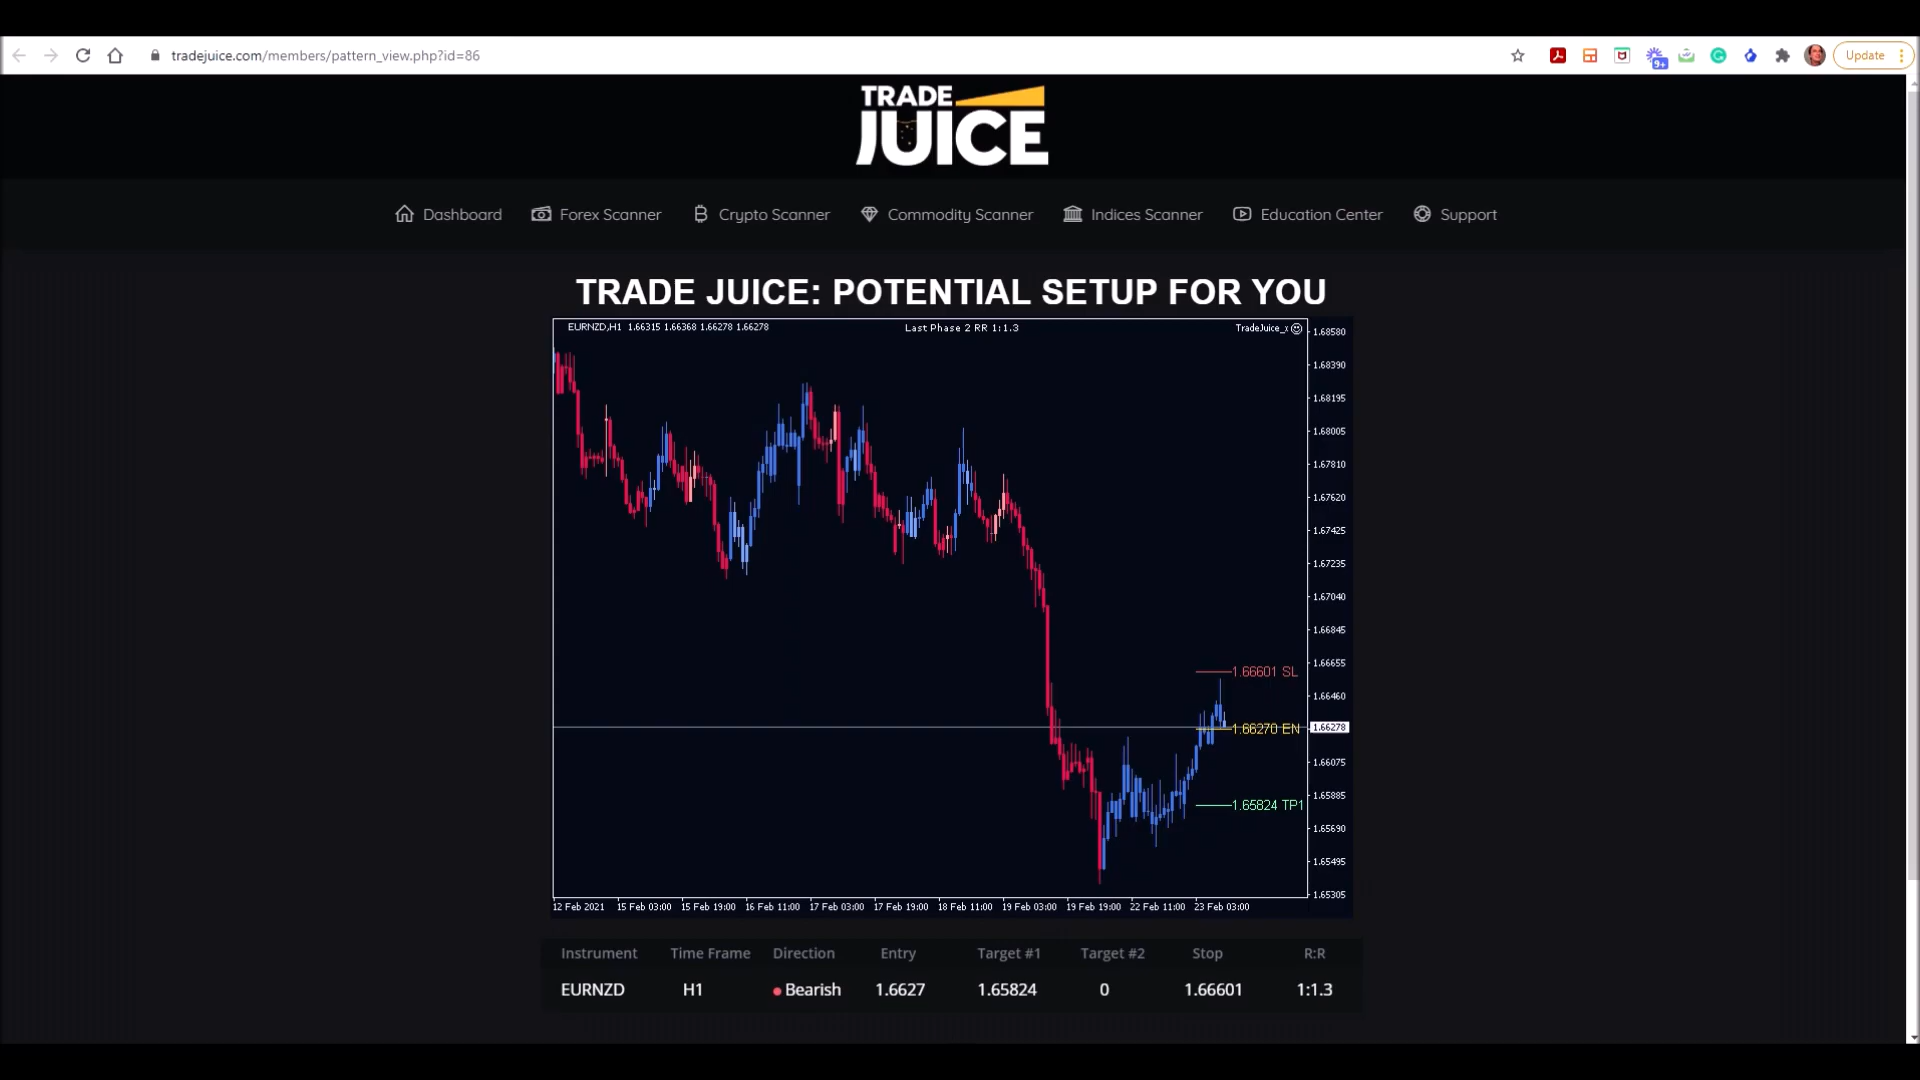 tradejuice.com/members/pattern_view.php?id=86
9+
Update
TRADE
JUICE
Dashboard Forex Scanner Crypto Scanner Commodity Scanner Indices Scanner Education Center Support
TRADE JUICE: POTENTIAL SETUP FOR YOU
EURNZD,H1 1.66315 1.66368 1.66278 1.66278 Last Phase 2 RR 1:1.3 TradeJuice_x
1.68580
1.68390
1.68195
1.68005
1.67810
1.67620
1.67425
1.67235
1.67040
1.66845
1.66655
1.66601 SL
1.66460
1.66270 EN 1.66278
1.66075
1.65885
1.65824 TP1
1.65690
1.65495
1.65305
12 Feb 2021 15 Feb 03:00 15 Feb 19:00 16 Feb 11:00 17 Feb 03:00 17 Feb 19:00 18 Feb 11:00 19 Feb 03:00 19 Feb 19:00 22 Feb 11:00 23 Feb 03:00
Instrument Time Frame Direction Entry Target #1 Target #2 Stop R:R
EURNZD H1 Bearish 1.6627 1.65824 0 1.66601 1:1.3